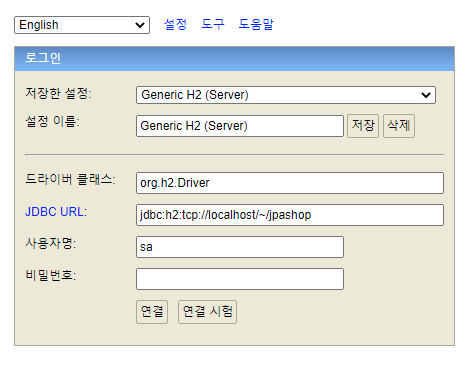 English 설정 도구 도움말
로그인
저장한 설정: Generic H2 (Server)
설정 이름: Generic H2 (Server) 저장 삭제
드라이버 클래스: org.h2.Driver
JDBC URL: jdbc:h2:tcp://localhost/~/jpashop
사용자명: sa
비밀번호:
연결 연결 시험